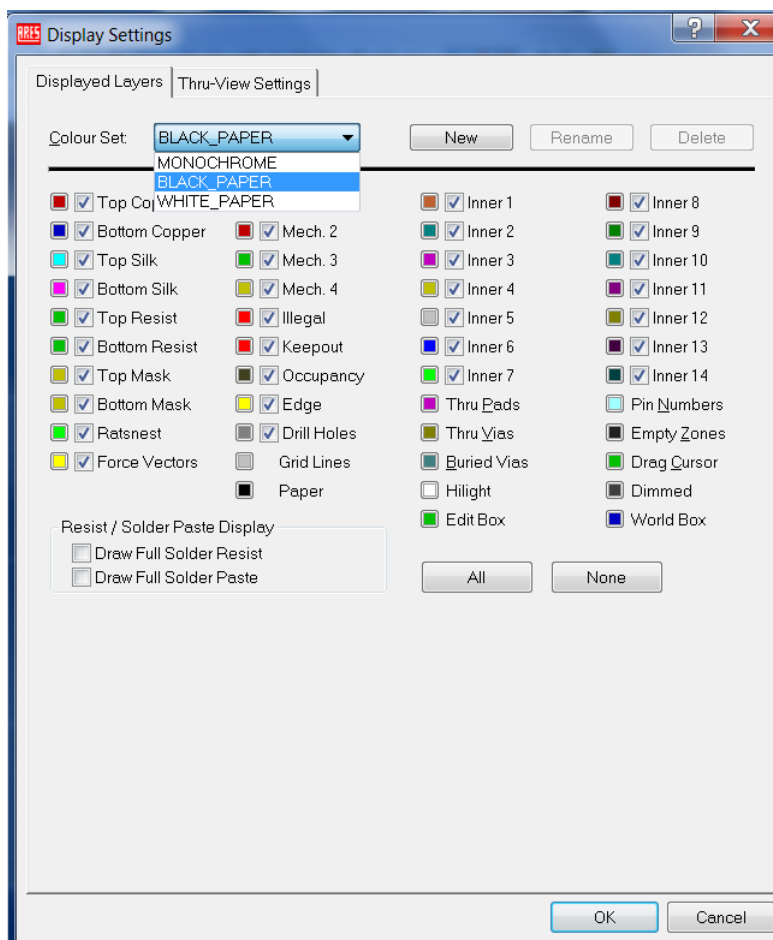 ARES Display Settings
Displayed Layers Thru-View Settings
Colour Set: BLACK_PAPER New Rename Delete
MONOCHROME
BLACK_PAPER
WHITE_PAPER
Top Co Inner 1 Inner 8
Bottom Copper Mech. 2 Inner 2 Inner 9
Top Silk Mech. 3 Inner 3 Inner 10
Bottom Silk Mech. 4 Inner 4 Inner 11
Top Resist Illegal Inner 5 Inner 12
Bottom Resist Keepout Inner 6 Inner 13
Top Mask Occupancy Inner 7 Inner 14
Bottom Mask Edge Thru Pads Pin Numbers
Ratsnest Drill Holes Thru Vias Empty Zones
Force Vectors Grid Lines Buried Vias Drag Cursor
Paper Hilight Dimmed
Edit Box World Box
Resist / Solder Paste Display
Draw Full Solder Resist
Draw Full Solder Paste
All None
OK Cancel